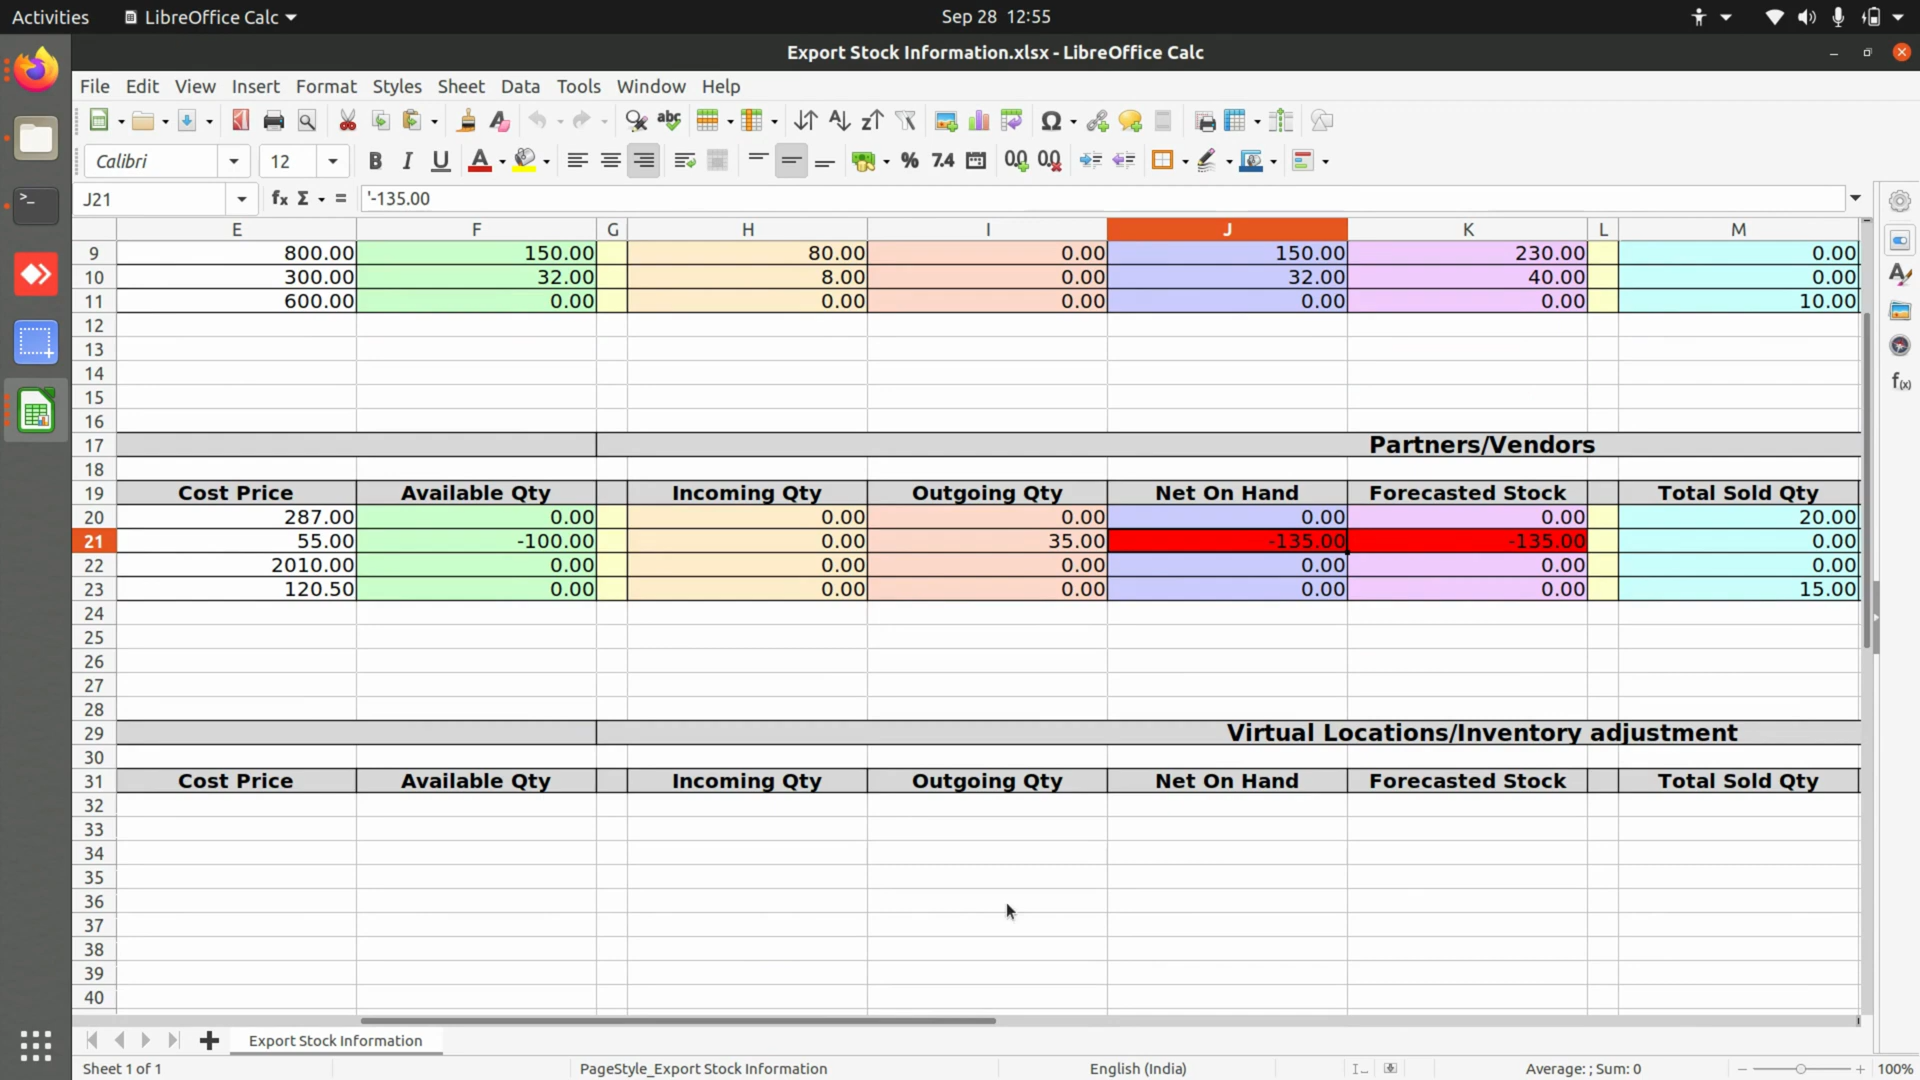 Activities LibreOffice Calc Sep 28 12:55
Export Stock Information.xlsx - LibreOffice Calc
File Edit View Insert Format Styles Sheet Data Tools Window Help
Calibri 12
J21 '-135.00
E F G H I J K L M
9 800.00 150.00 80.00 0.00 150.00 230.00 0.00
10 300.00 32.00 8.00 0.00 32.00 40.00 0.00
11 600.00 0.00 0.00 0.00 0.00 0.00 10.00
12
13
14
15
16
17 Partners/Vendors
18
19 Cost Price Available Qty Incoming Qty Outgoing Qty Net On Hand Forecasted Stock Total Sold Qty
20 287.00 0.00 0.00 0.00 0.00 0.00 20.00
21 55.00 -100.00 0.00 35.00 -135.00 -135.00 0.00
22 2010.00 0.00 0.00 0.00 0.00 0.00 0.00
23 120.50 0.00 0.00 0.00 0.00 0.00 15.00
24
25
26
27
28
29 Virtual Locations/Inventory adjustment
30
31 Cost Price Available Qty Incoming Qty Outgoing Qty Net On Hand Forecasted Stock Total Sold Qty
32
33
34
35
36
37
38
39
40
Export Stock Information
Sheet 1 of 1 PageStyle_Export Stock Information English (India) Average: ; Sum: 0 100%